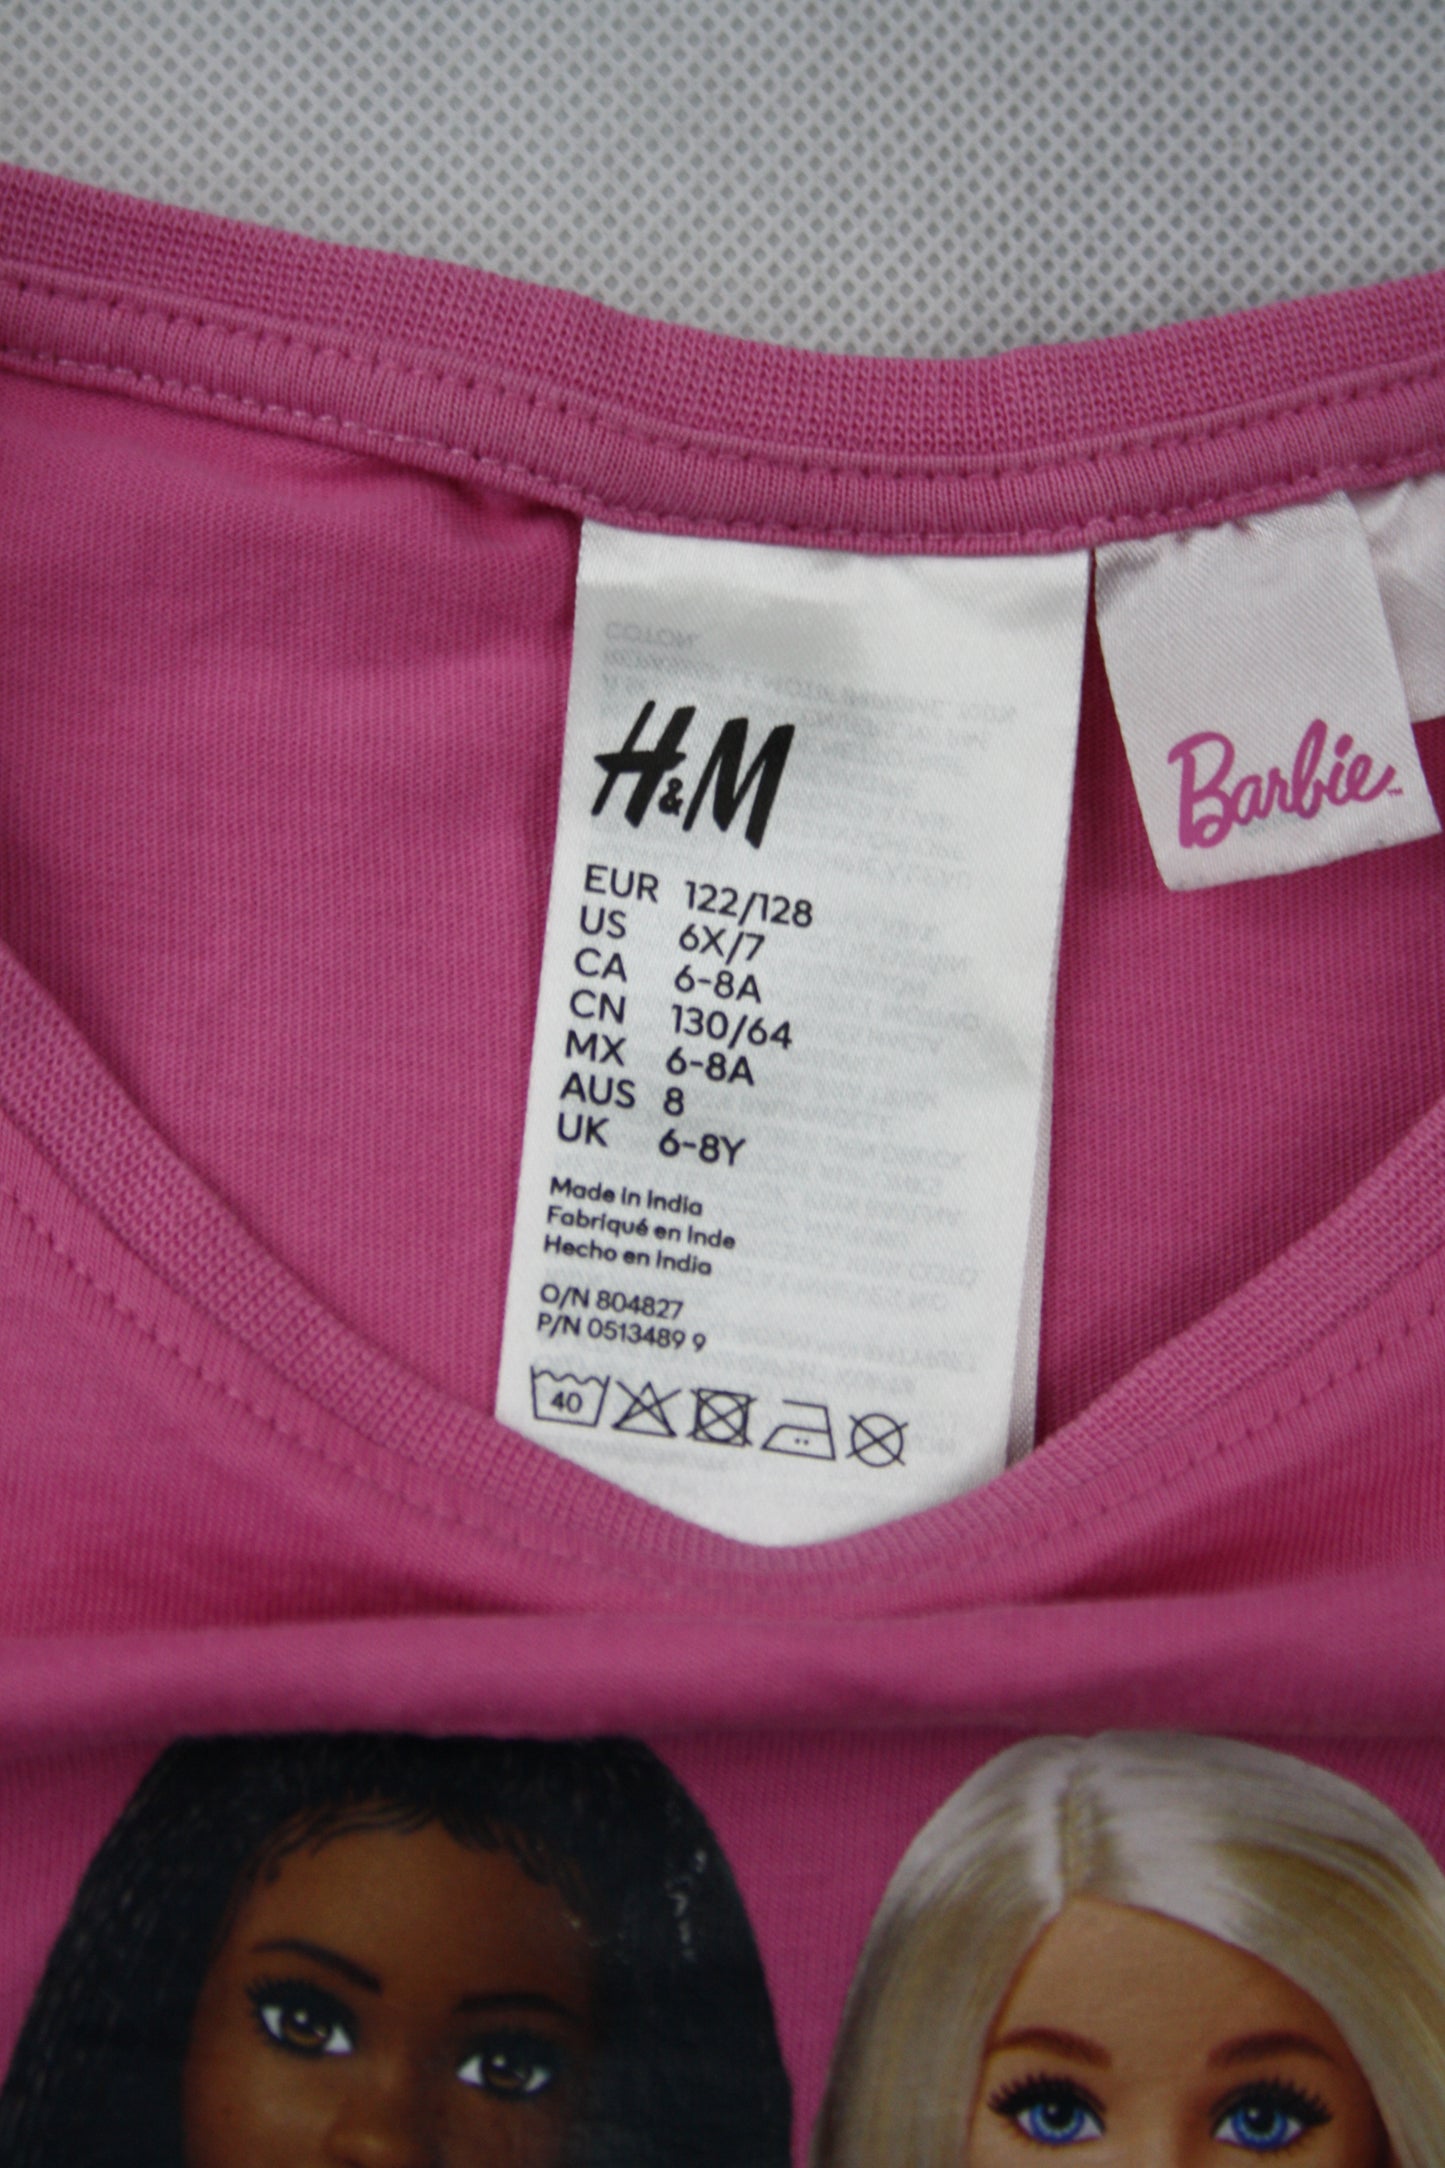 H&M
EUR 122/128
US 6X/7
CA 6-8A
CN 130/64
MX 6-8A
AUS 8
UK 6-8Y
Made in India
Fabriqué en Inde
Hecho en India
O/N 804827
P/N 0513489 9
40
Barbie™